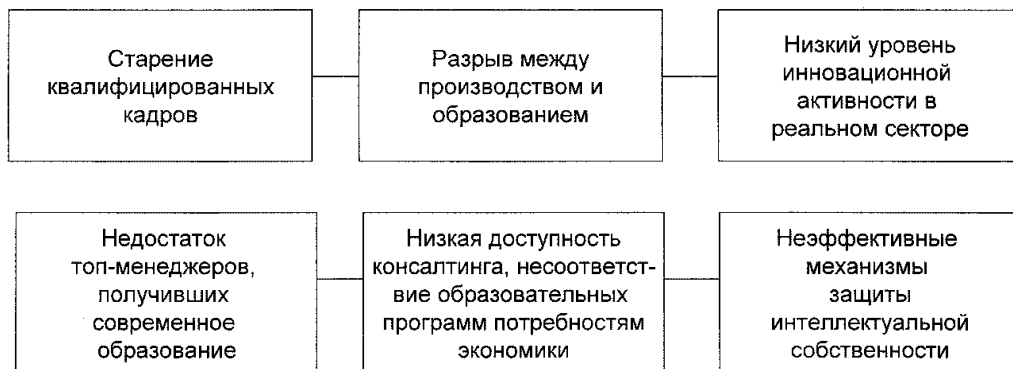 Старение
квалифицированных
кадров
Разрыв между
производством и
образованием
Низкий уровень
инновационной
активности в
реальном секторе
Недостаток
топ-менеджеров,
получивших
современное
образование
Низкая доступность
консалтинга, несоответст-
вие образовательных
программ потребностям
экономики
Неэффективные
механизмы
защиты
интеллектуальной
собственности